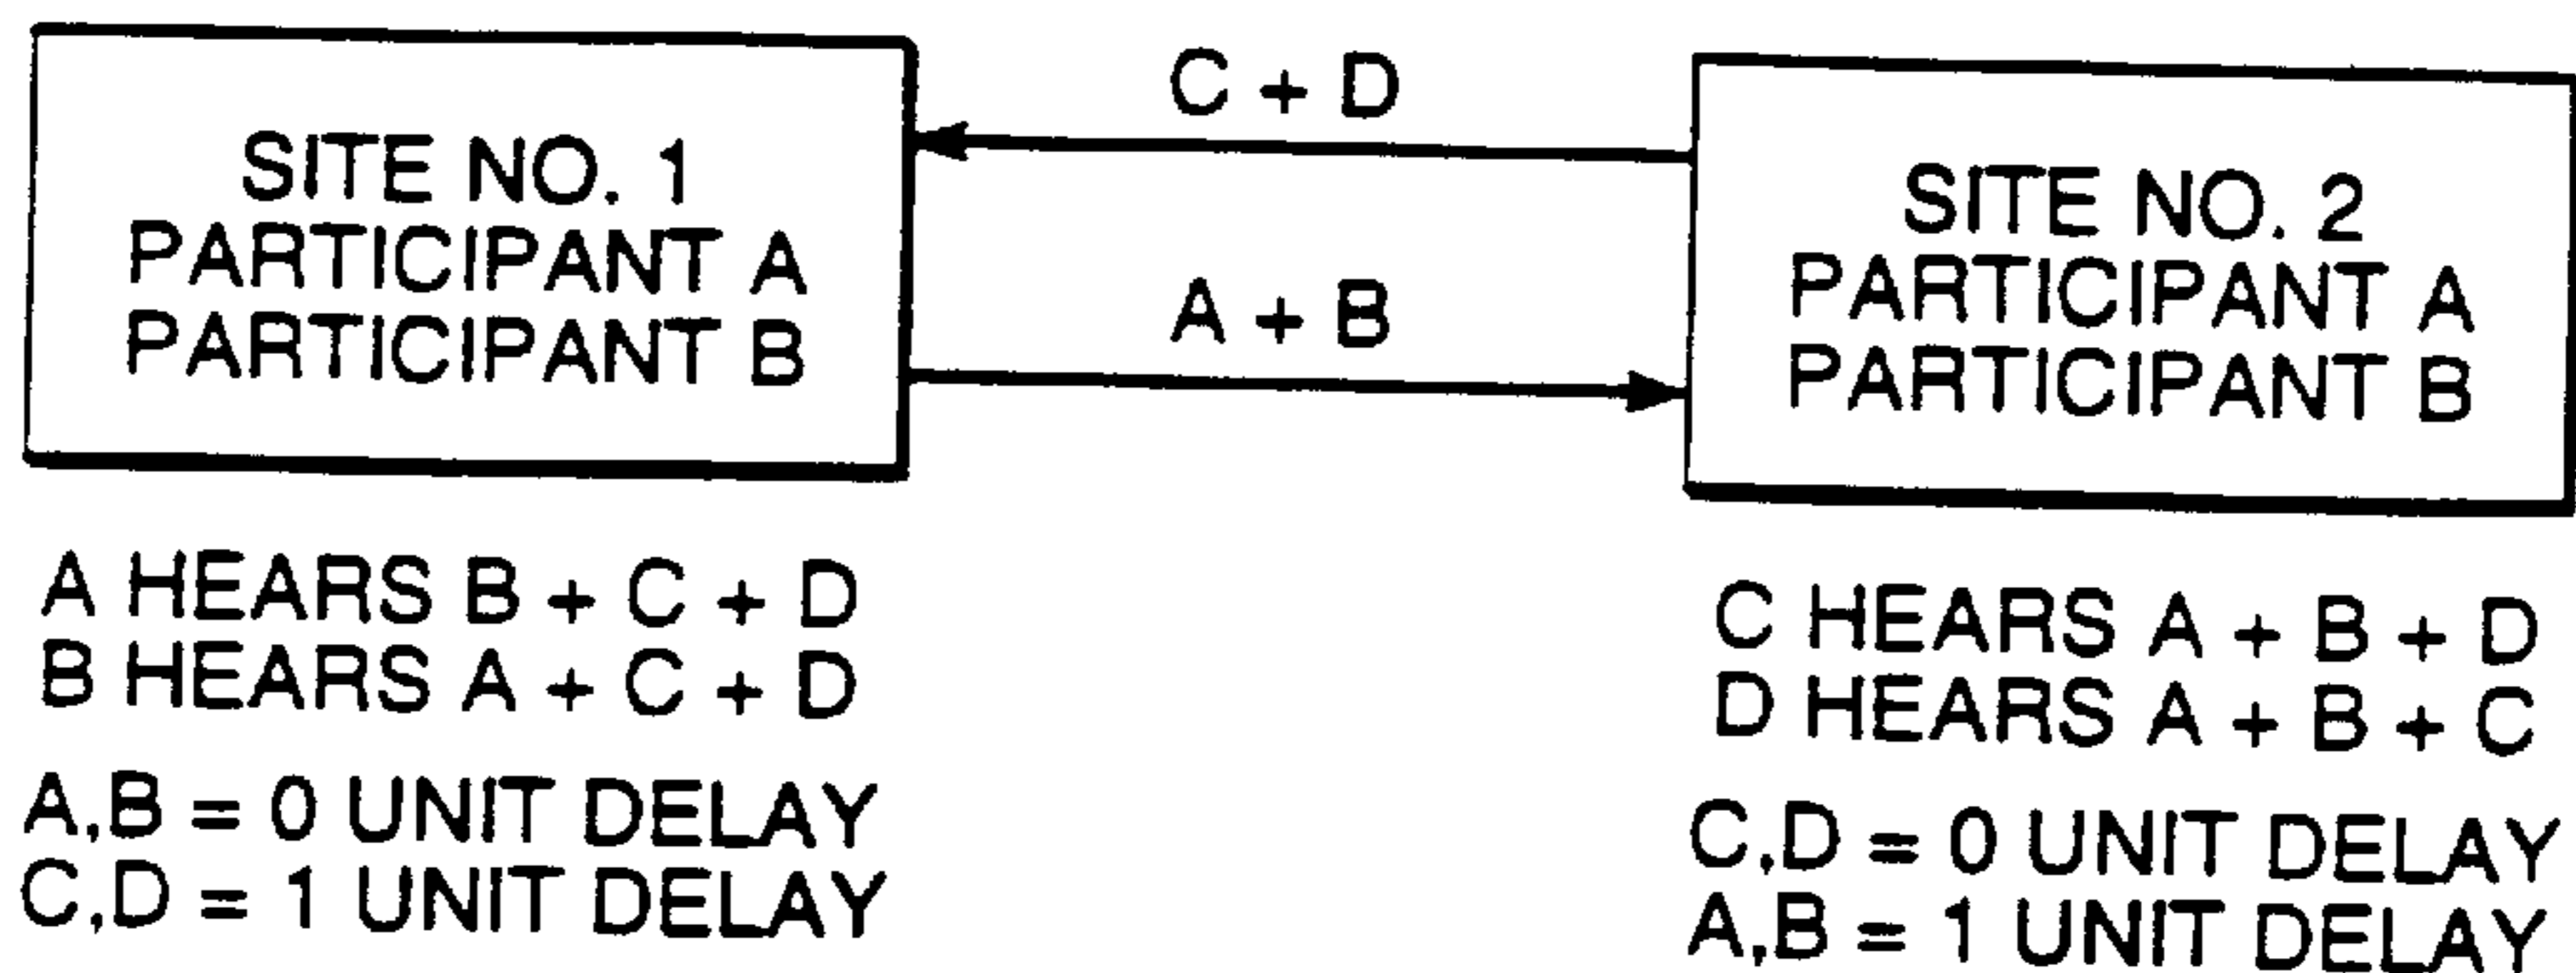 SITE NO. 1
PARTICIPANT A
PARTICIPANT B
C + D
A + B
SITE NO. 2
PARTICIPANT A
PARTICIPANT B
A HEARS B + C + D
B HEARS A + C + D
A,B = 0 UNIT DELAY
C,D = 1 UNIT DELAY
C HEARS A + B + D
D HEARS A + B + C
C,D = 0 UNIT DELAY
A,B = 1 UNIT DELAY